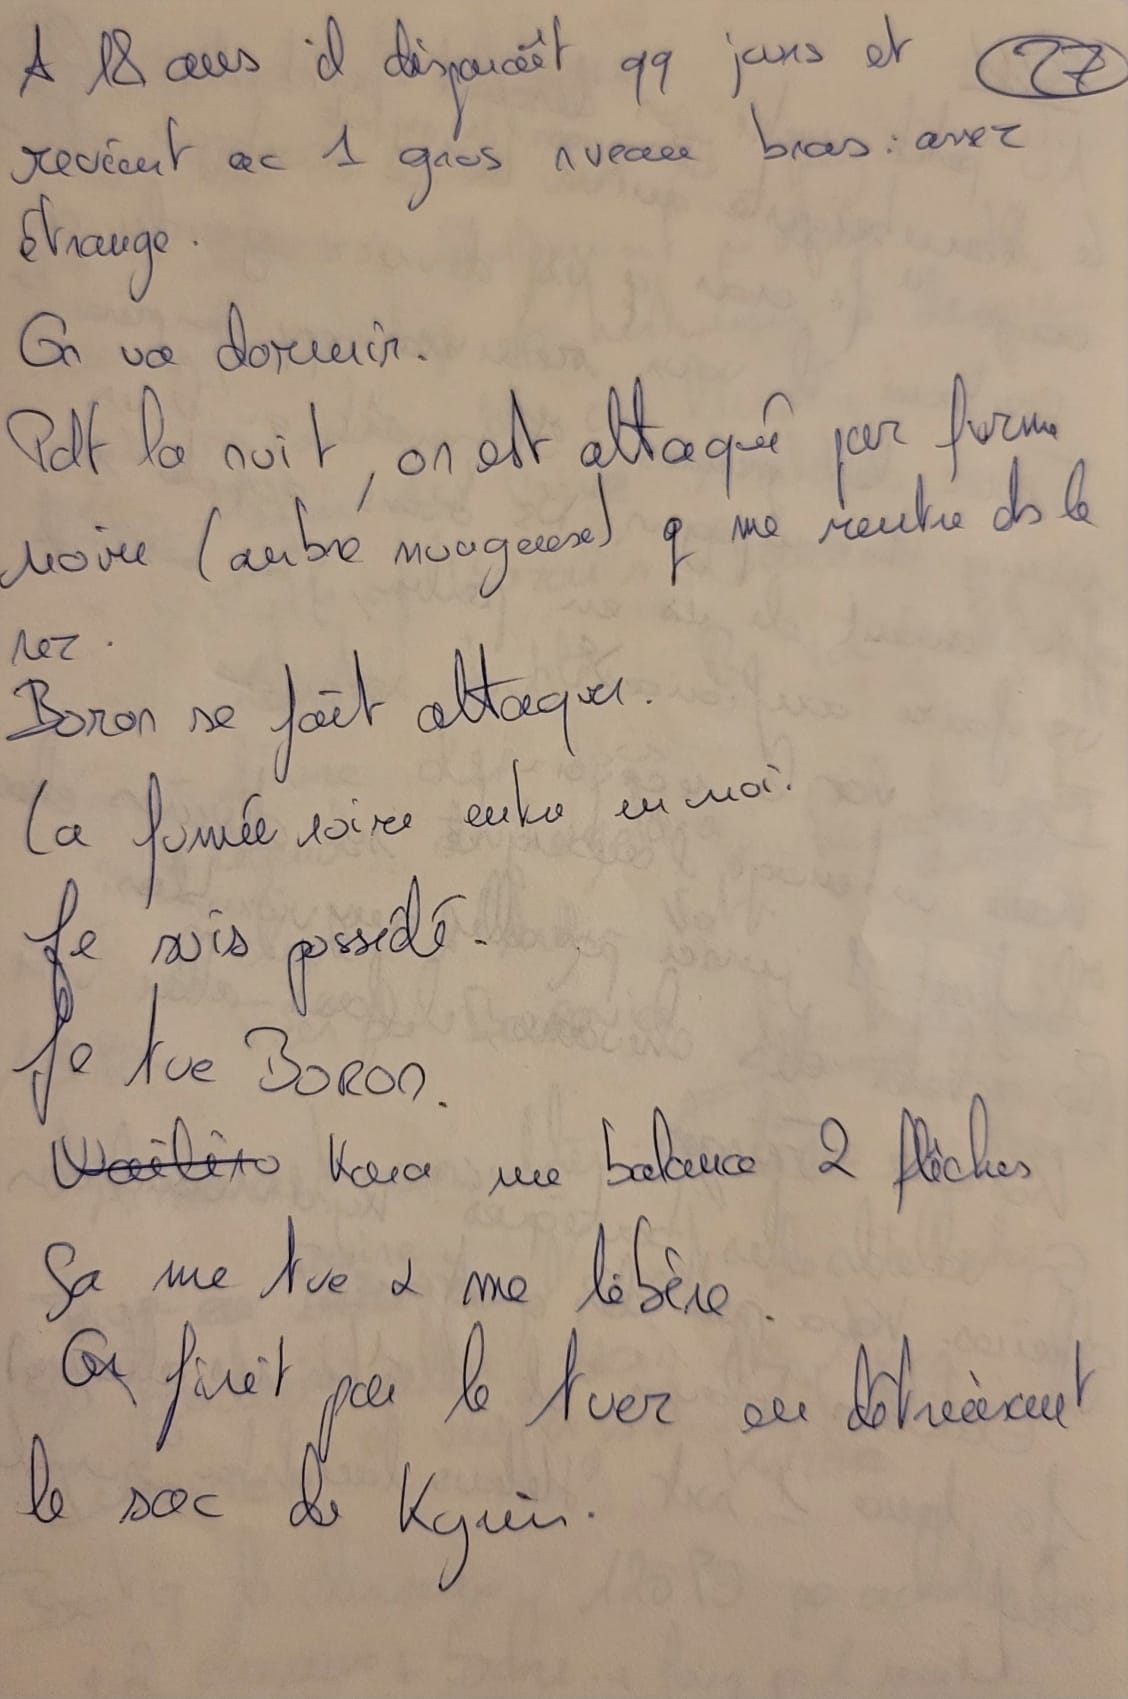 A 18 ans il disparaît 99 jours et (27)
revient ac 1 gros nveau bras : assez
étrange.
On va dormir.
Pdt la nuit, on est attaqué par forme
noire (ombre nuageuse) q me rentre ds le
nez.
Boron se fait attaquer.
La fumée noire entre en moi.
Je suis possédé.
Je tue Boron.
Kara me balance 2 flèches
Ça me tue & me libère.
On finit par le tuer en détruisant
le sac de Kyrin.